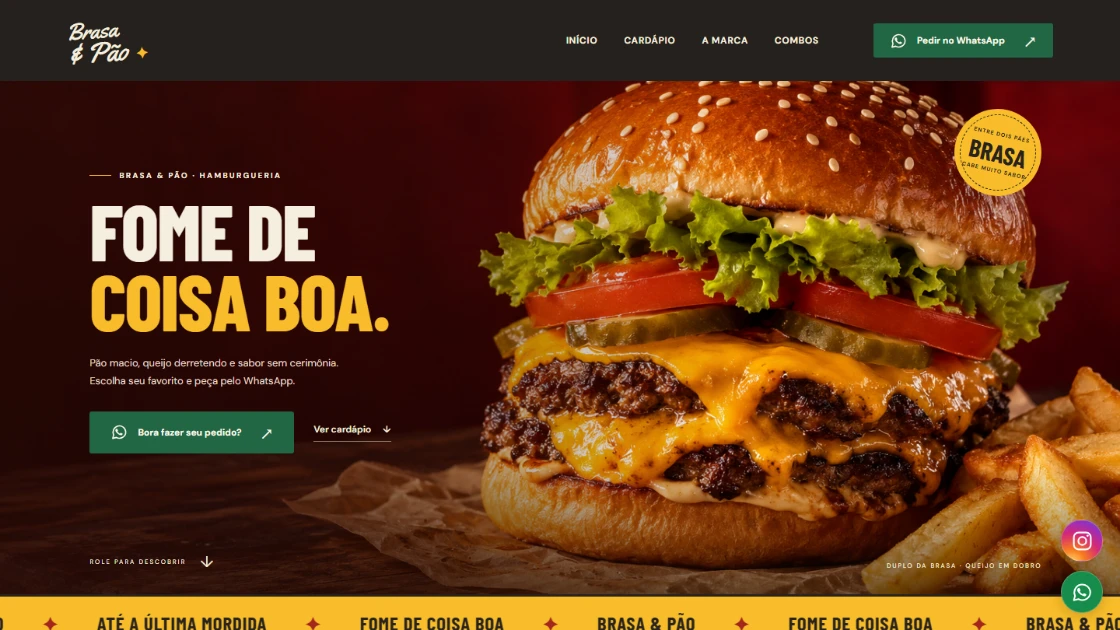 Brasa
& Pão
INÍCIO
CARDÁPIO
A MARCA
COMBOS
Pedir no WhatsApp
ENTRE DOIS PÃES
BRASA
CABE MUITO SABOR
BRASA & PÃO · HAMBURGUERIA
FOME DE
COISA BOA.
Pão macio, queijo derretendo e sabor sem cerimônia.
Escolha seu favorito e peça pelo WhatsApp.
Bora fazer seu pedido?
Ver cardápio
ROLE PARA DESCOBRIR
DUPLO DA BRASA · QUEIJO EM DOBRO
ATÉ A ÚLTIMA MORDIDA
FOME DE COISA BOA
BRASA & PÃO
FOME DE COISA BOA
BRASA & PÃ